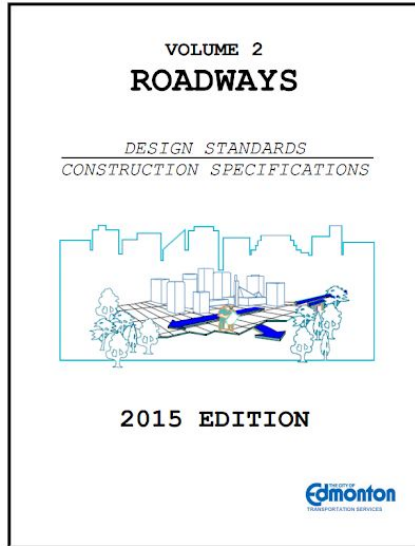 VOLUME 2
ROADWAYS
DESIGN STANDARDS
CONSTRUCTION SPECIFICATIONS
2015 EDITION
THE CITY OF
Edmonton
TRANSPORTATION SERVICES